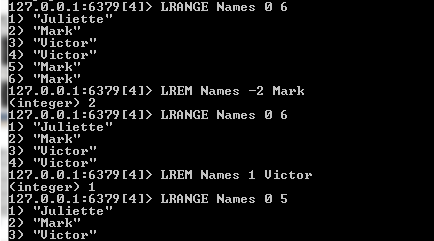 127.0.0.1:6379[4]> LRANGE Names 0 6
1) "Juliette"
2) "Mark"
3) "Victor"
4) "Victor"
5) "Mark"
6) "Mark"
127.0.0.1:6379[4]> LREM Names -2 Mark
(integer) 2
127.0.0.1:6379[4]> LRANGE Names 0 6
1) "Juliette"
2) "Mark"
3) "Victor"
4) "Victor"
127.0.0.1:6379[4]> LREM Names 1 Victor
(integer) 1
127.0.0.1:6379[4]> LRANGE Names 0 5
1) "Juliette"
2) "Mark"
3) "Victor"